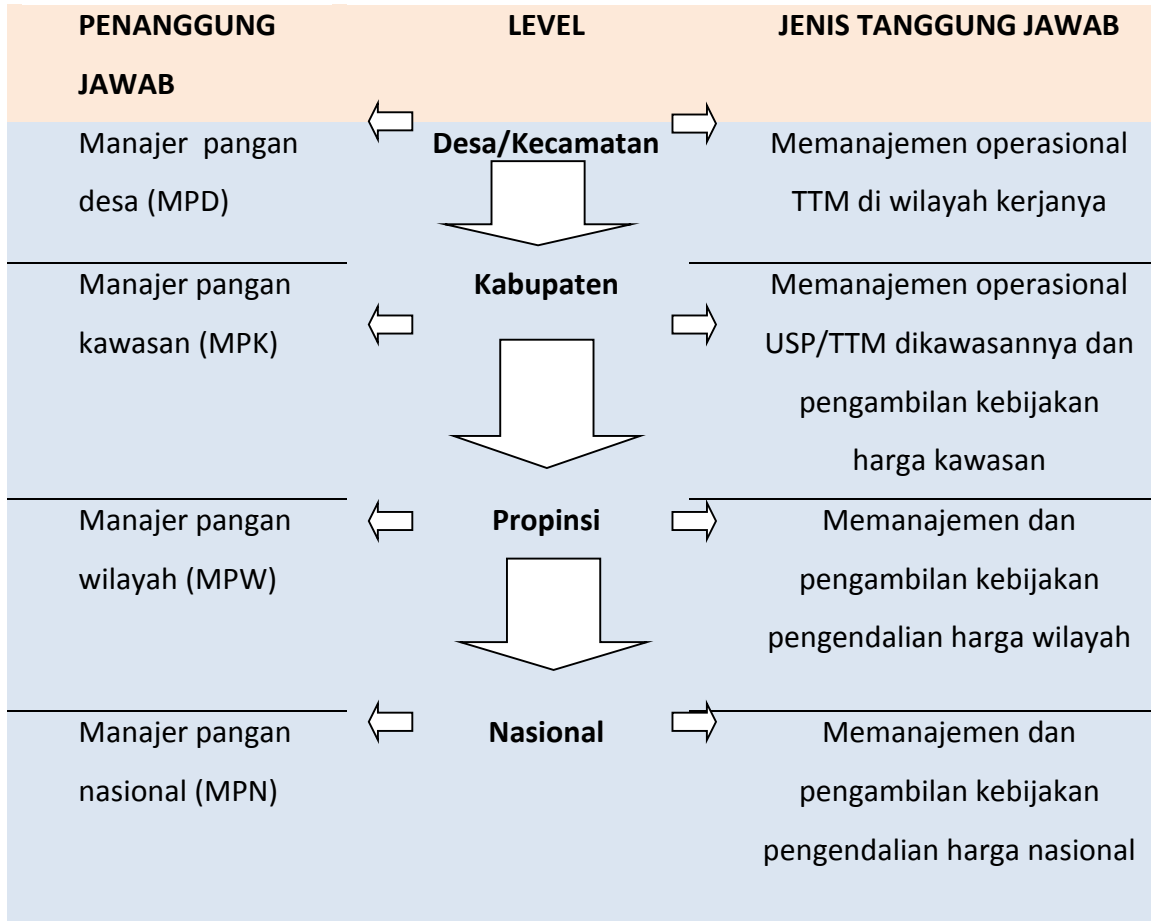 PENANGGUNG JAWAB
LEVEL
JENIS TANGGUNG JAWAB
Manajer pangan
desa (MPD)
Desa/Kecamatan
Memanajemen operasional
TTM di wilayah kerjanya
Manajer pangan
kawasan (MPK)
Kabupaten
Memanajemen operasional
USP/TTM dikawasannya dan
pengambilan kebijakan
harga kawasan
Manajer pangan
wilayah (MPW)
Propinsi
Memanajemen dan
pengambilan kebijakan
pengendalian harga wilayah
Manajer pangan
nasional (MPN)
Nasional
Memanajemen dan
pengambilan kebijakan
pengendalian harga nasional